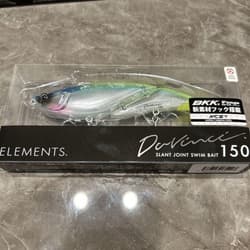 BKK
新素材フック搭載
ELEMENTS.
Davinci
SLANT JOINT SWIM BAIT 150